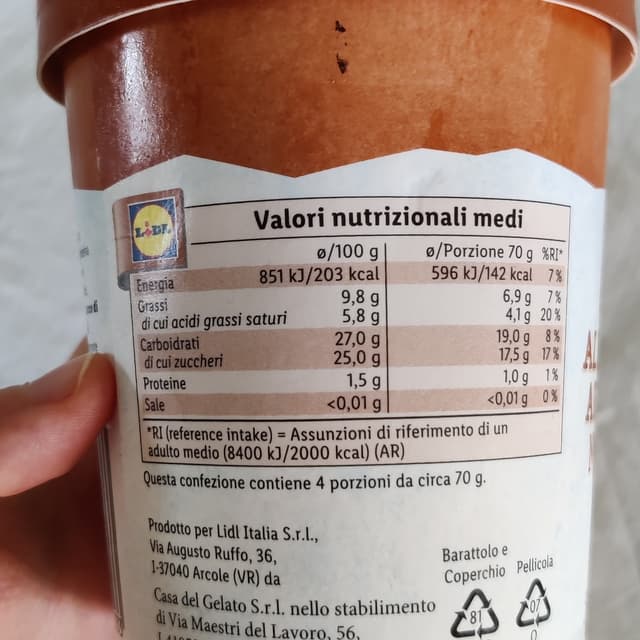 LIDL
Valori nutrizionali medi
ø/100 g ø/Porzione 70 g %RI*
Energia 851 kJ/203 kcal 596 kJ/142 kcal 7%
Grassi 9,8 g 6,9 g 7%
di cui acidi grassi saturi 5,8 g 4,1 g 20%
Carboidrati 27,0 g 19,0 g 8%
di cui zuccheri 25,0 g 17,5 g 17%
Proteine 1,5 g 1,0 g 1%
Sale <0,01 g <0,01 g 0%
*RI (reference intake) = Assunzioni di riferimento di un
adulto medio (8400 kJ/2000 kcal) (AR)
Questa confezione contiene 4 porzioni da circa 70 g.
Prodotto per Lidl Italia S.r.l.,
Via Augusto Ruffo, 36,
I-37040 Arcole (VR) da
Casa del Gelato S.r.l. nello stabilimento
di Via Maestri del Lavoro, 56,
Barattolo e
Coperchio
Pellicola
81
07